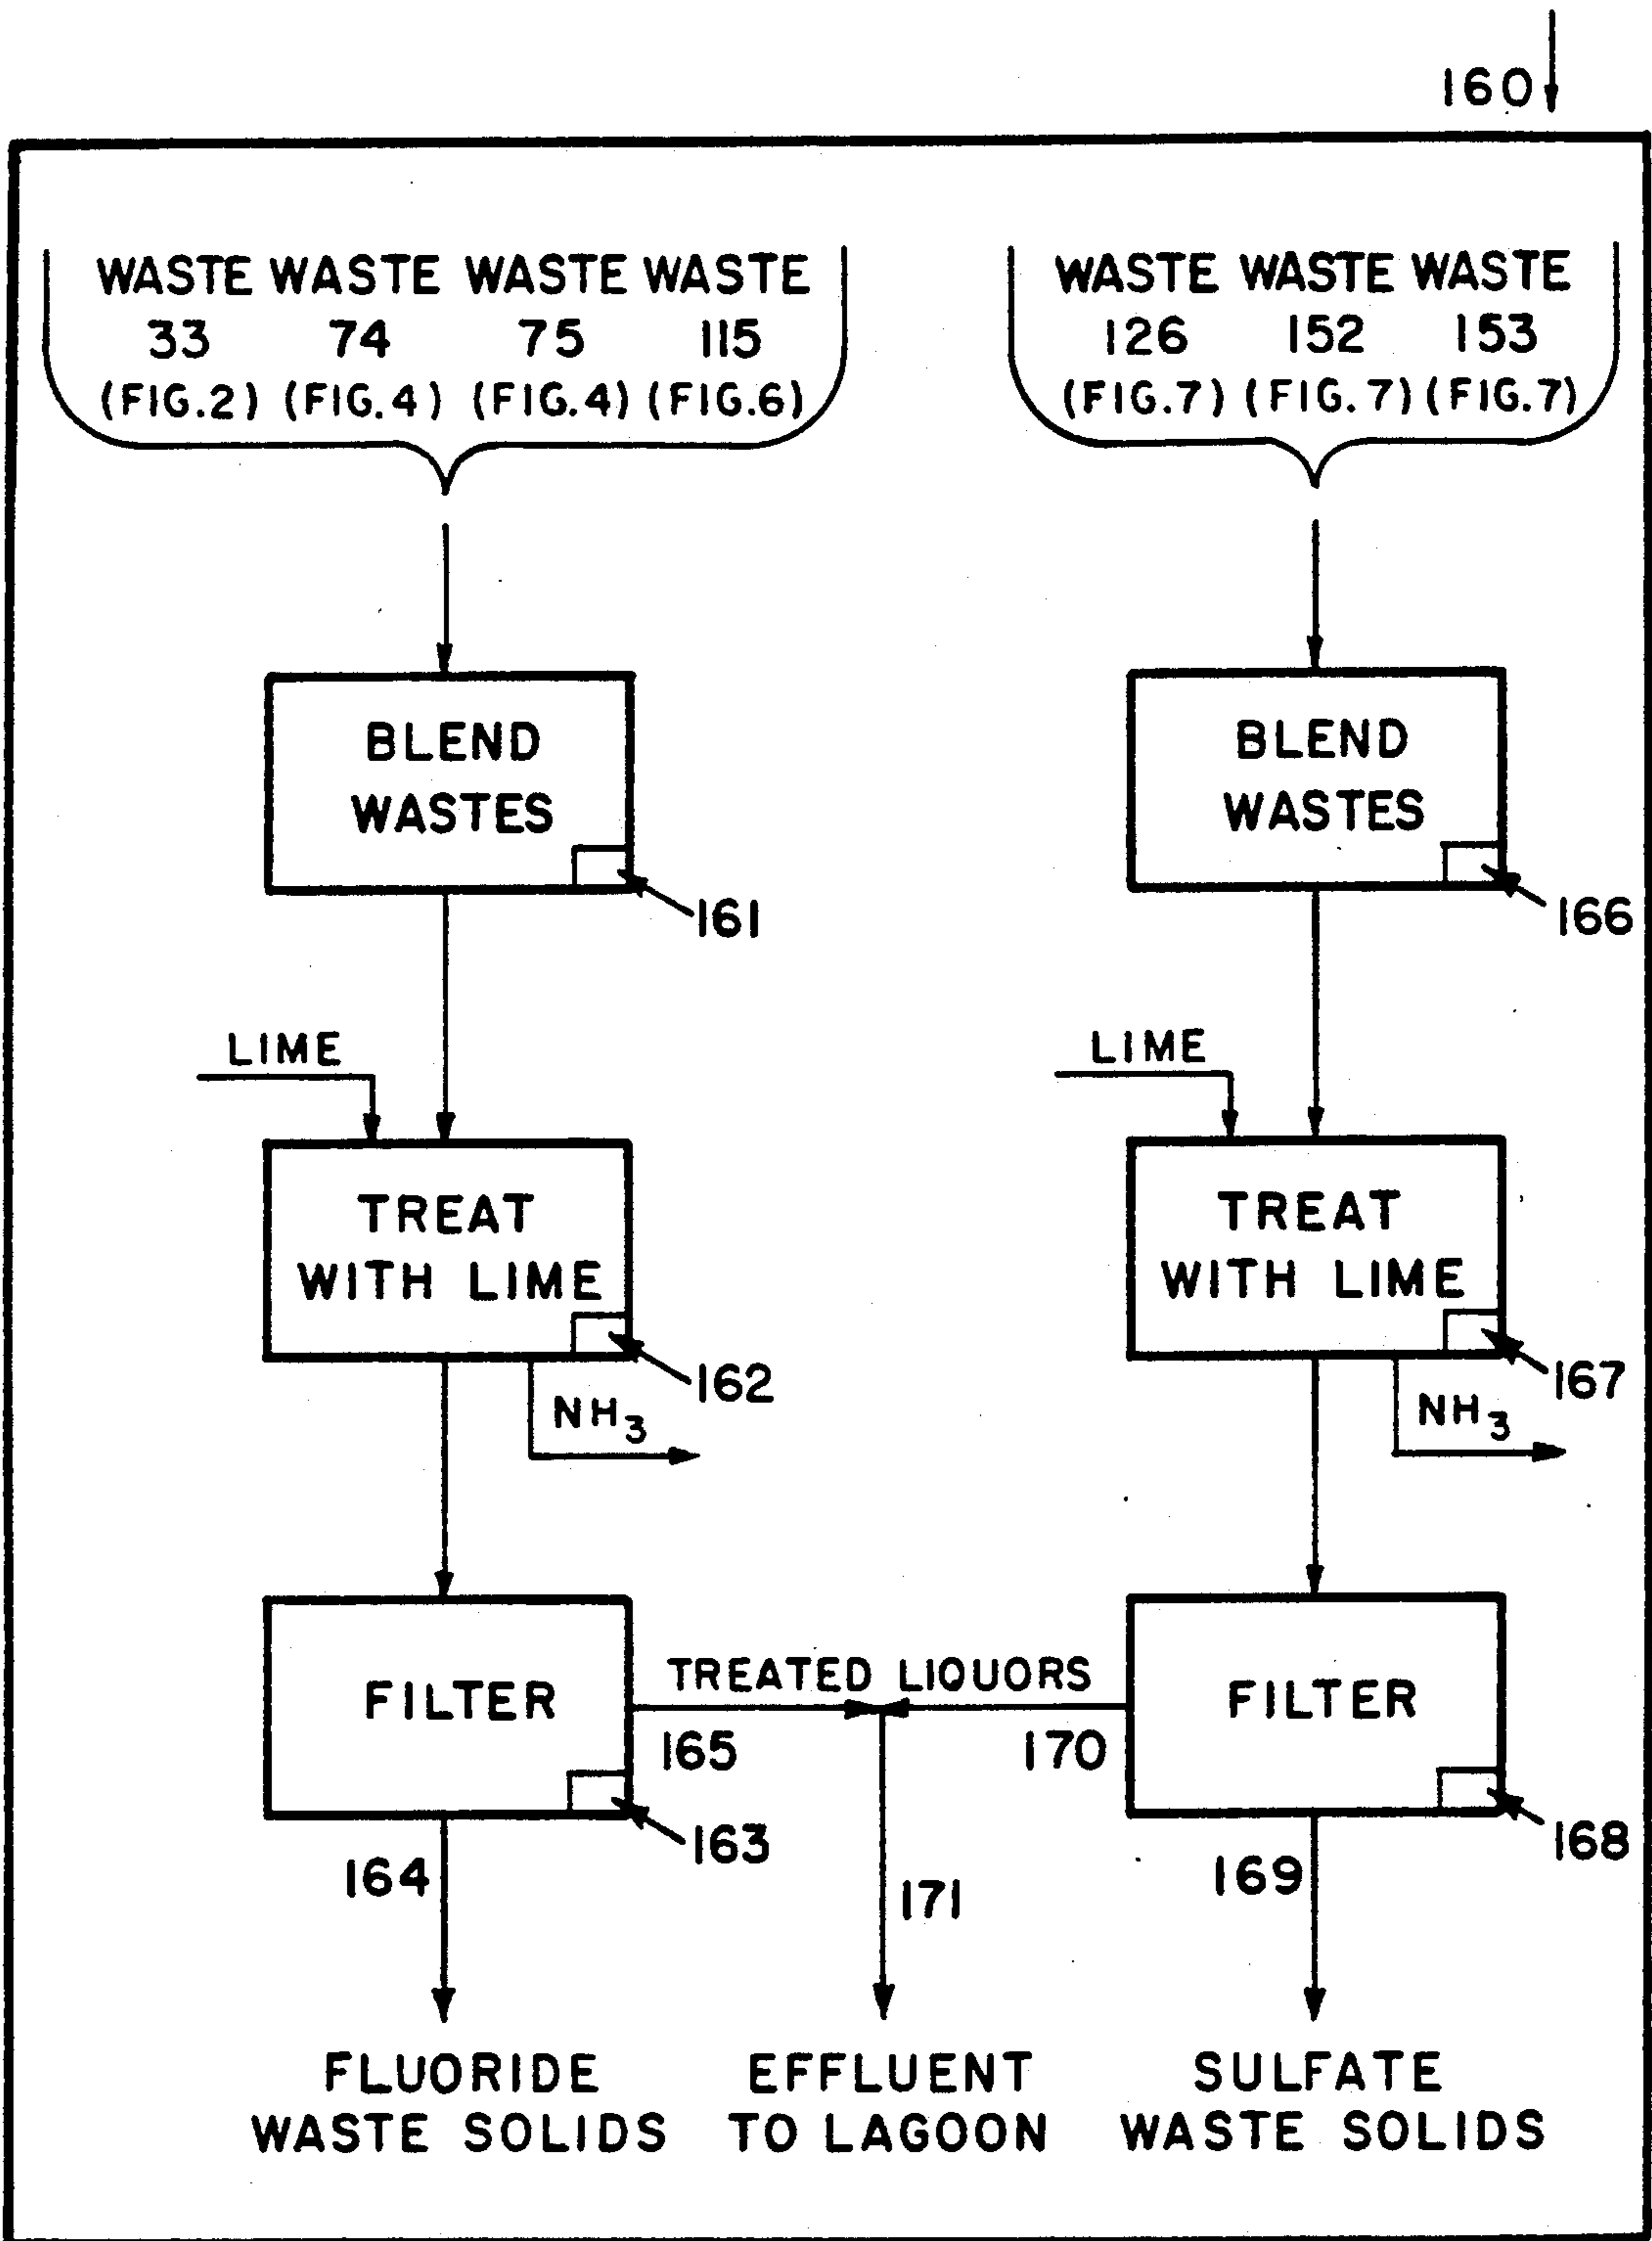 160
WASTE WASTE WASTE WASTE
33 74 75 115
(FIG.2) (FIG.4) (FIG.4) (FIG.6)
WASTE WASTE WASTE
126 152 153
(FIG.7) (FIG.7) (FIG.7)
BLEND
WASTES
161
BLEND
WASTES
166
LIME
TREAT
WITH LIME
162
NH3
LIME
TREAT
WITH LIME
167
NH3
FILTER
163
TREATED LIQUORS
165
170
FILTER
168
164
171
169
FLUORIDE
WASTE SOLIDS
EFFLUENT
TO LAGOON
SULFATE
WASTE SOLIDS